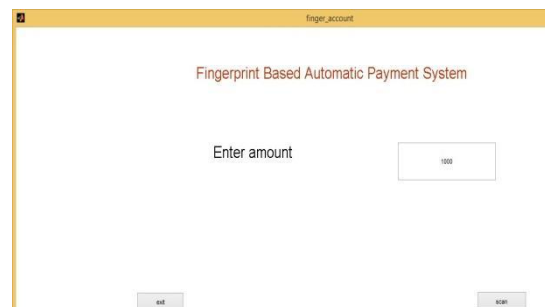 finger_account
Fingerprint Based Automatic Payment System
Enter amount
1000
exit
scan